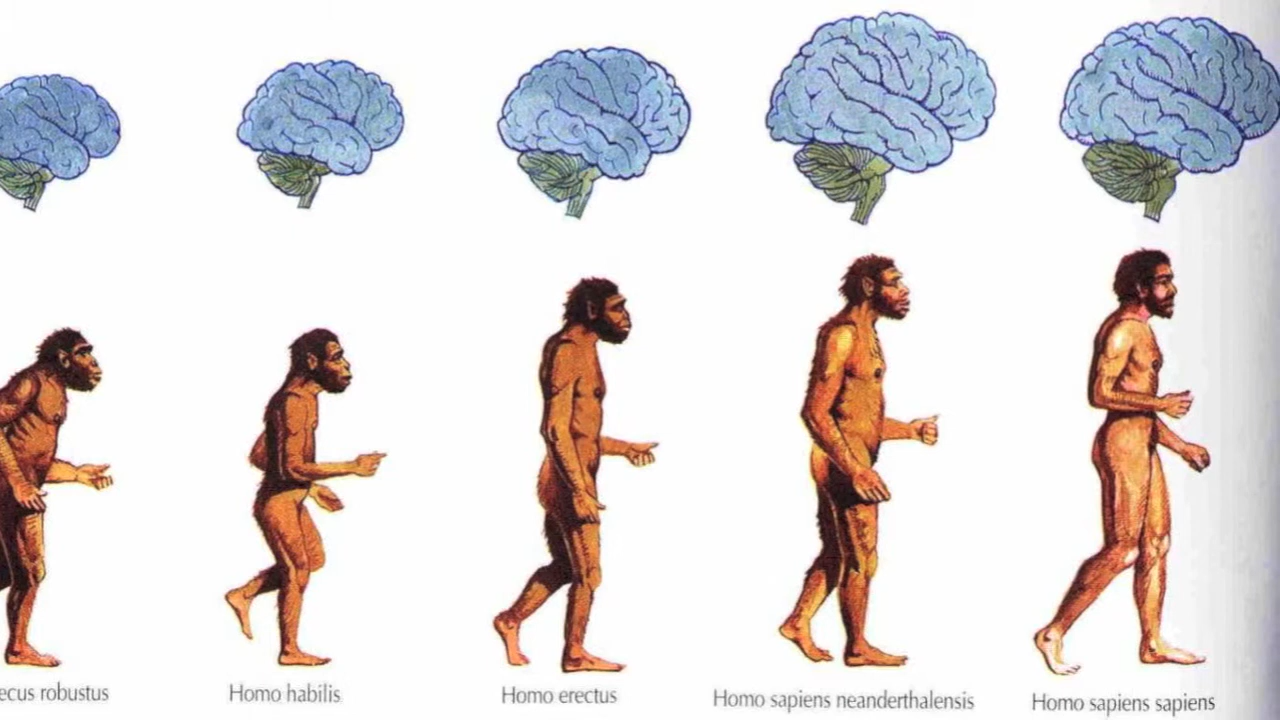 ecus robustus
Homo habilis
Homo erectus
Homo sapiens neanderthalensis
Homo sapiens sapiens